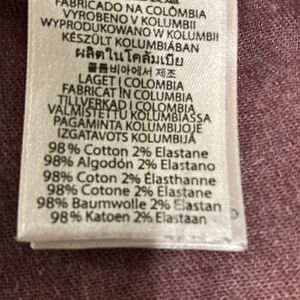 FABRICADO NA COLÔMBIA
VYROBENO V KOLUMBII
WYPRODUKOWANO W KOLUMBII
KÉSZÜLT KOLUMBIÁBAN
ผลิตในโคลัมเบีย
콜롬비아에서 제조
LAGET I COLOMBIA
FABRICAT ÎN COLUMBIA
TILLVERKAD I COLOMBIA
VALMISTETTU KOLUMBIASSA
PAGAMINTA KOLUMBIJOJE
IZGATAVOTS KOLUMBIJĀ
98% Cotton 2% Elastane
98% Algodón 2% Elastano
98% Coton 2% Élasthanne
98% Cotone 2% Elastane
98% Baumwolle 2% Elastan
98% Katoen 2% Elastaan